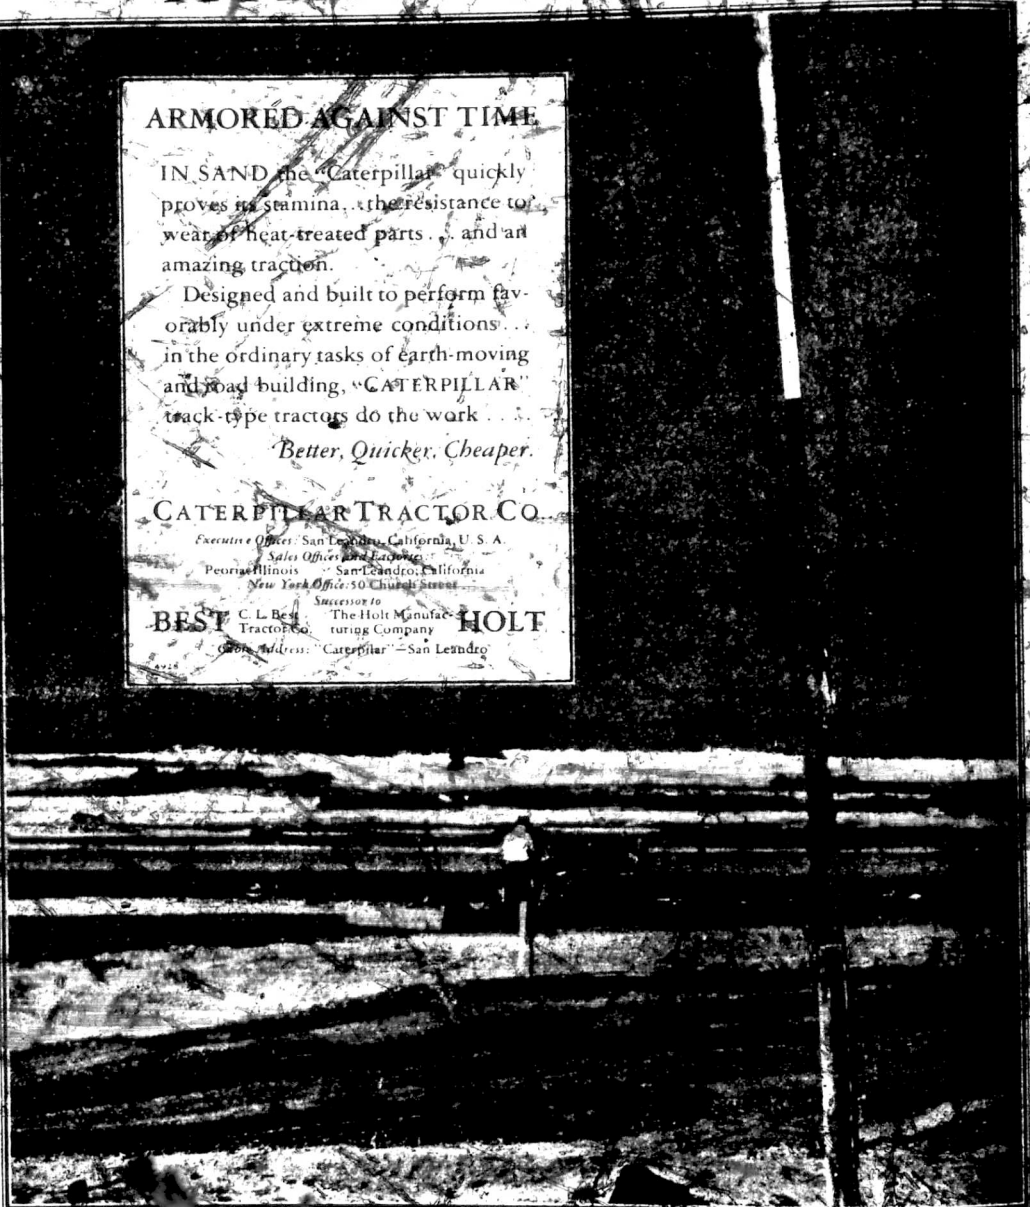 ARMORED AGAINST TIME
IN SAND the "Caterpillar" quickly
proves its stamina...the resistance to
wear of heat-treated parts ... and an
amazing traction.
Designed and built to perform fav-
orably under extreme conditions...
in the ordinary tasks of earth-moving
and road building, "CATERPILLAR"
track-type tractors do the work ....
Better, Quicker, Cheaper.
CATERPILLAR TRACTOR CO.
Executive Offices: San Leandro, California, U. S. A.
Sales Offices and Factories:
Peoria, Illinois San Leandro, California
New York Office: 50 Church Street
Successor to
BEST C. L. Best Tractor Co. The Holt Manufac-turing Company HOLT
Cable Address: "Caterpilar"—San Leandro